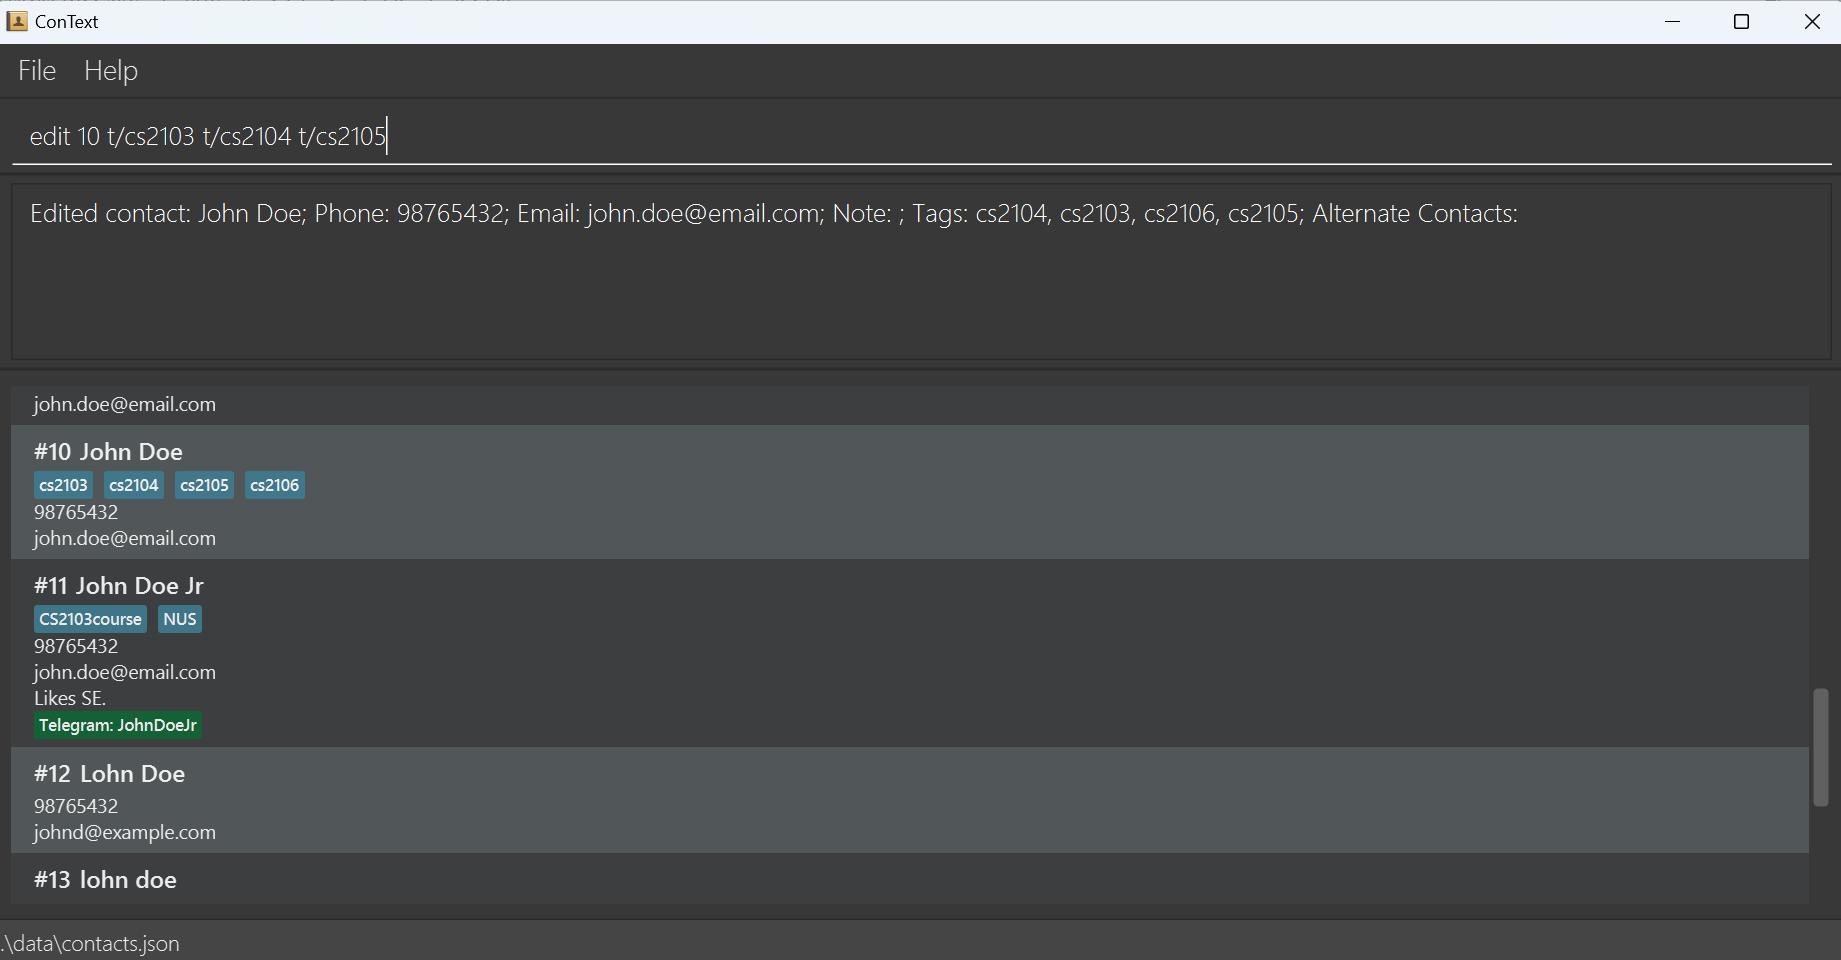 ConText
File Help
edit 10 t/cs2103 t/cs2104 t/cs2105
Edited contact: John Doe; Phone: 98765432; Email: john.doe@email.com; Note: ; Tags: cs2104, cs2103, cs2106, cs2105; Alternate Contacts:
john.doe@email.com
#10 John Doe
cs2103 cs2104 cs2105 cs2106
98765432
john.doe@email.com
#11 John Doe Jr
CS2103course NUS
98765432
john.doe@email.com
Likes SE.
Telegram: JohnDoeJr
#12 Lohn Doe
98765432
johnd@example.com
#13 lohn doe
.\data\contacts.json